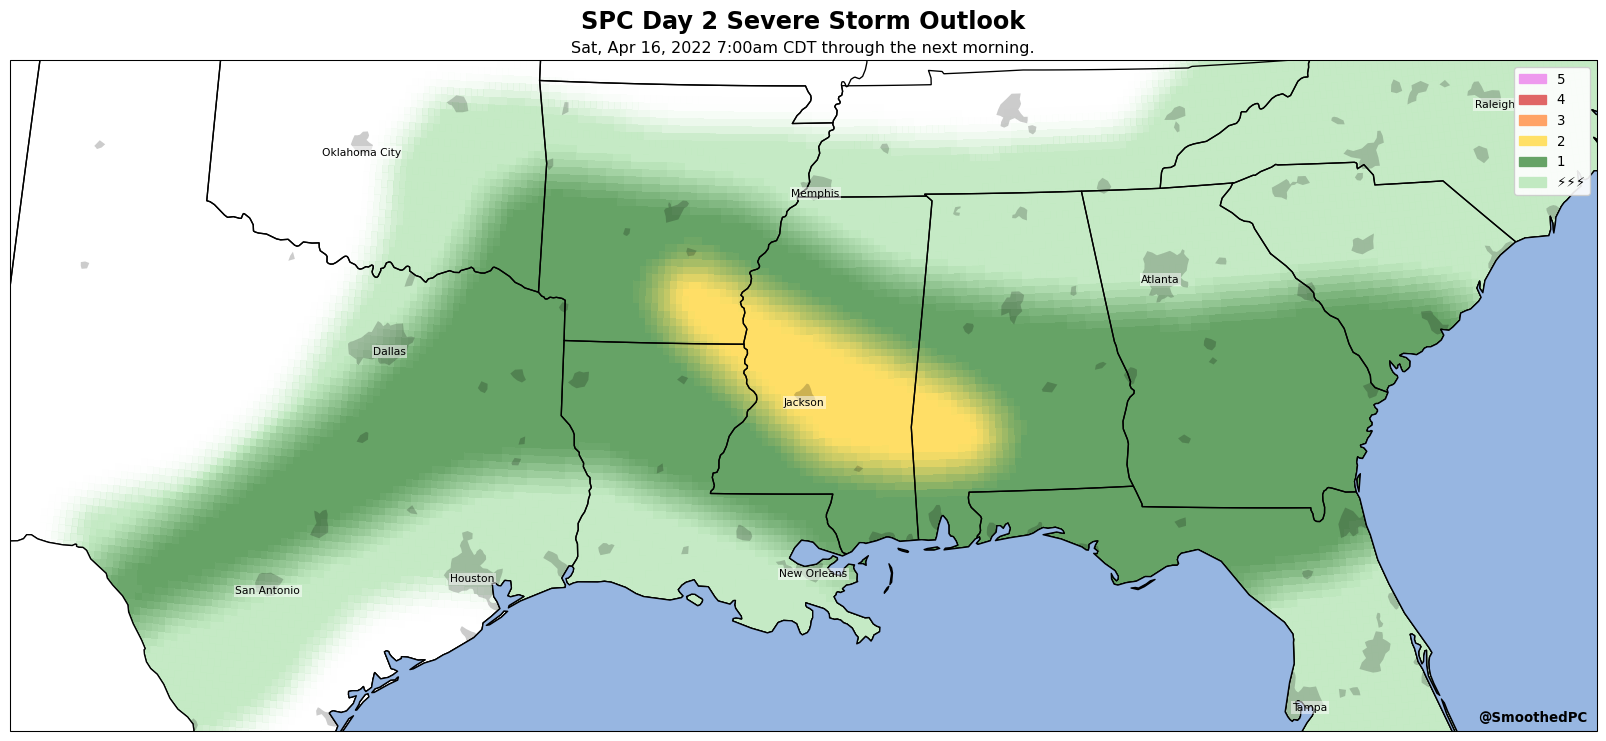 SPC Day 2 Severe Storm Outlook
Sat, Apr 16, 2022 7:00am CDT through the next morning.
5
4
3
2
1
⚡⚡⚡
Raleigh
Oklahoma City
Memphis
Atlanta
Dallas
Jackson
New Orleans
Houston
San Antonio
Tampa
@SmoothedPC